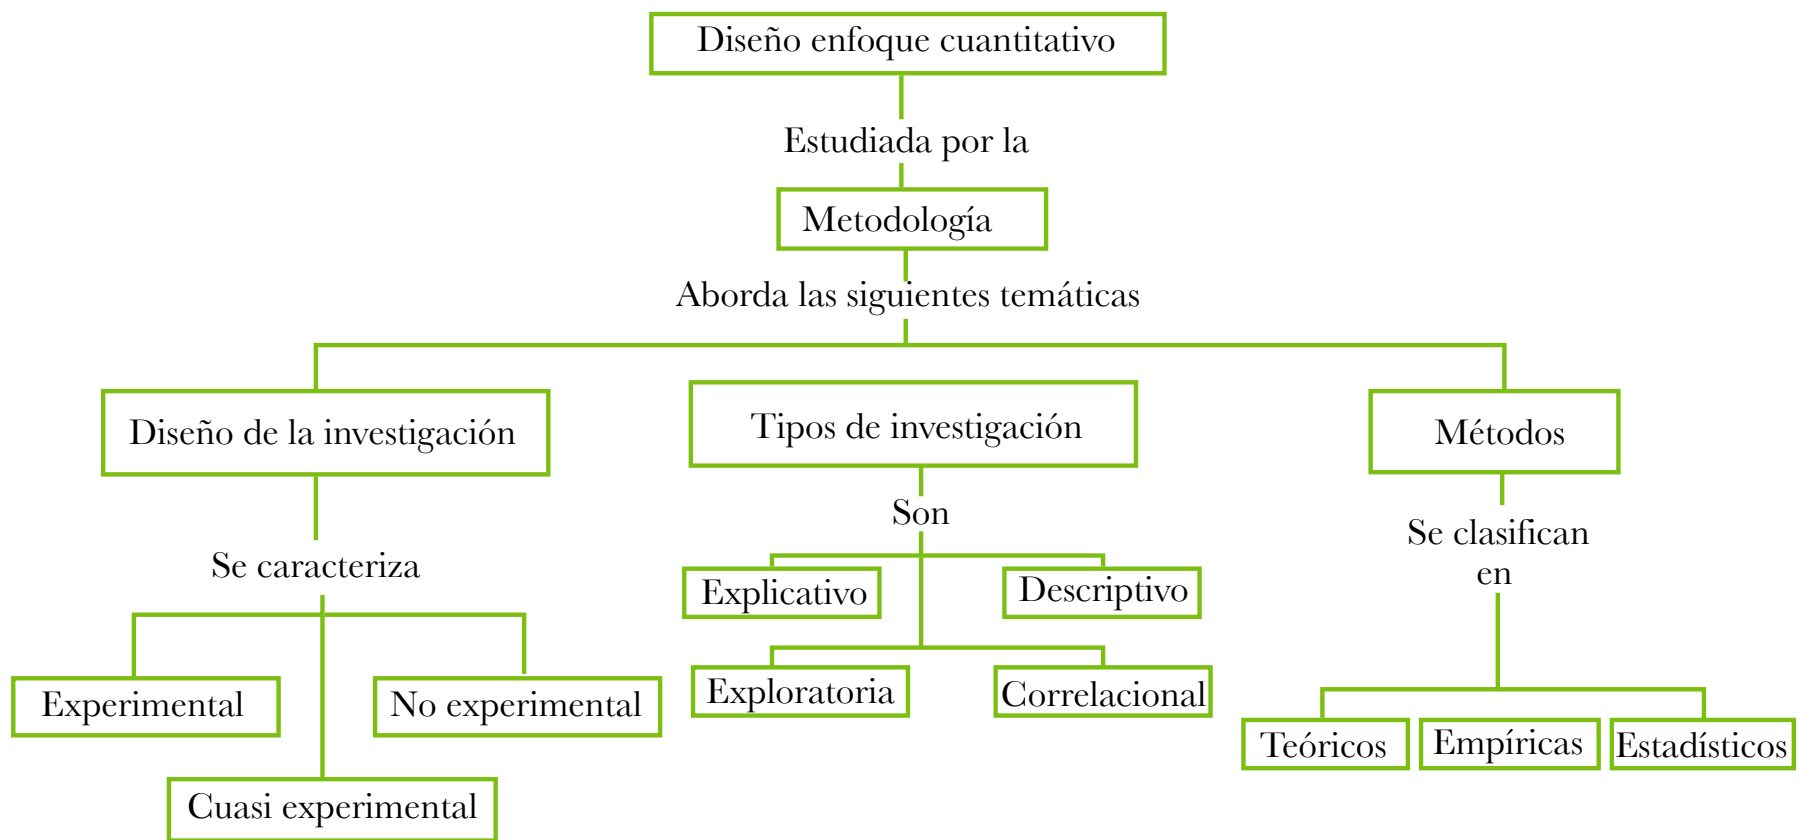 Diseño enfoque cuantitativo
Estudiada por la
Metodología
Aborda las siguientes temáticas
Diseño de la investigación
Tipos de investigación
Métodos
Se caracteriza
Son
Se clasifican
en
Experimental
No experimental
Cuasi experimental
Explicativo
Descriptivo
Exploratoria
Correlacional
Teóricos
Empíricas
Estadísticos